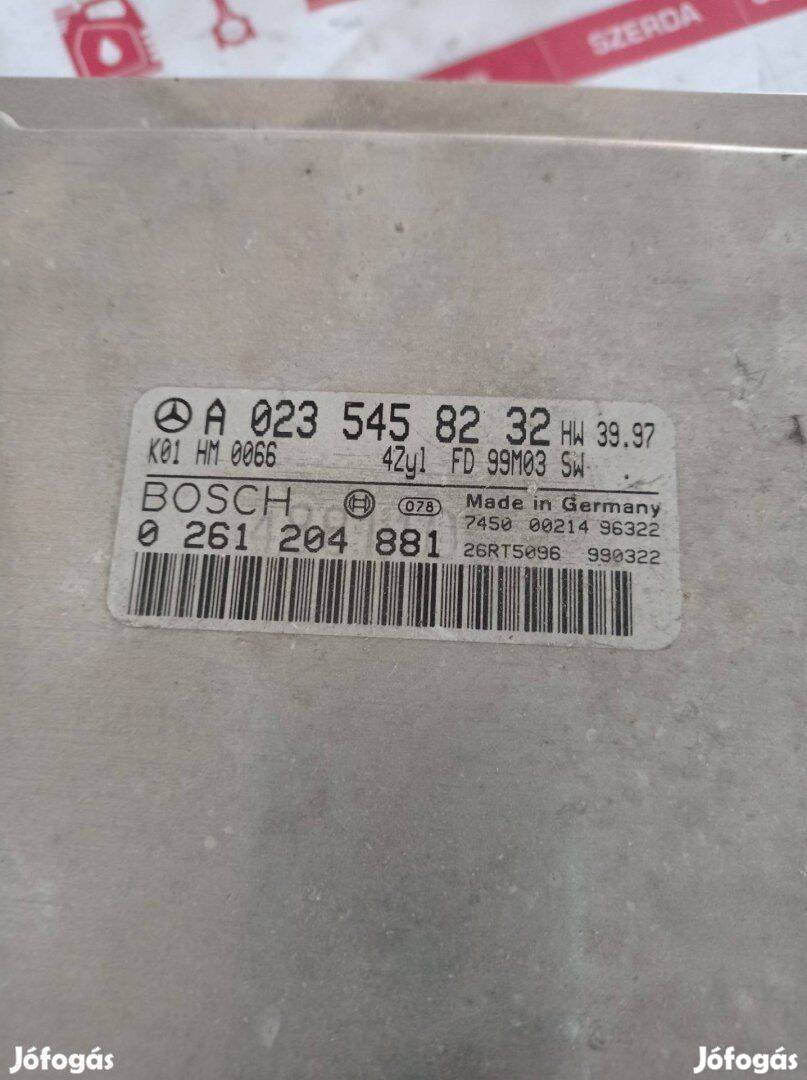 SZERDA
A 023 545 82 32 HW 39.97
K01 HM 0066 4Zyl FD 99M03 SW .
BOSCH 078 Made in Germany
7450 00214 96322
0 261 204 881 26RT5096 990322
Jófogás Jófogás